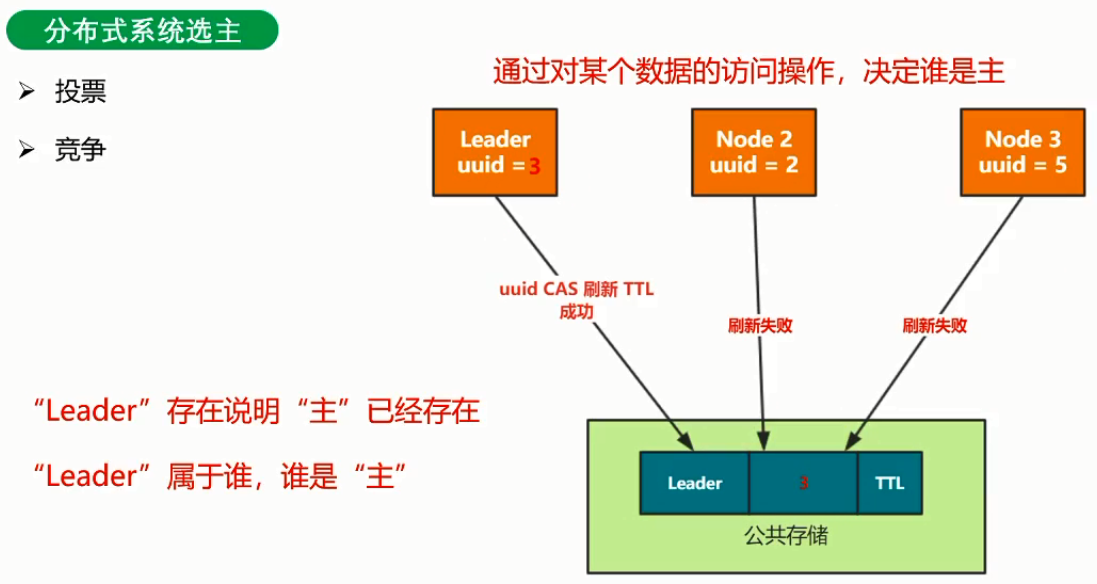 分布式系统选主
投票
竞争
通过对某个数据的访问操作，决定谁是主
Leader
uuid =3
Node 2
uuid = 2
Node 3
uuid = 5
uuid CAS 刷新 TTL
成功
刷新失败
刷新失败
“Leader”存在说明“主”已经存在
“Leader”属于谁，谁是“主”
Leader
3
TTL
公共存储